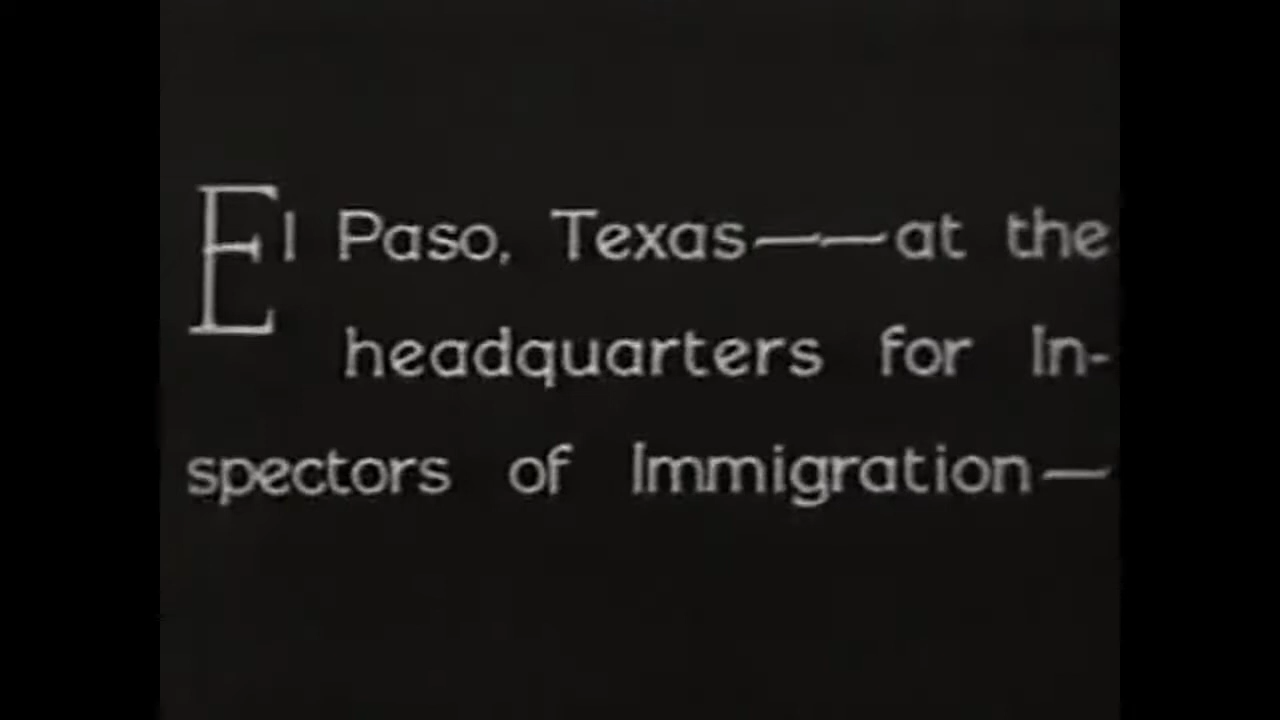 El Paso, Texas——at the
headquarters for In-
spectors of Immigration—